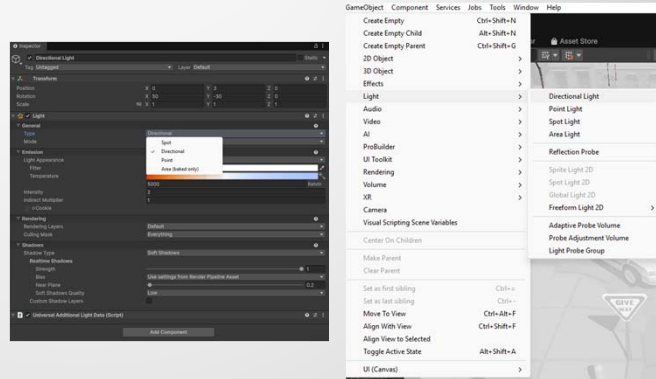 Inspector
Directional Light
Static
Tag Untagged
Layer Default
Transform
Position X 0 Y 3 Z 0
Rotation X 50 Y -30 Z 0
Scale X 1 Y 1 Z 1
Light
General
Type Directional
Mode
Spot
Directional
Point
Area (baked only)
Emission
Light Appearance
Filter
Temperature
5000 Kelvin
Intensity 2
Indirect Multiplier 1
Cookie
Rendering
Rendering Layers Default
Culling Mask Everything
Shadows
Shadow Type Soft Shadows
Realtime Shadows
Strength 1
Bias Use settings from Render Pipeline Asset
Near Plane 0.2
Soft Shadows Quality Low
Custom Shadow Layers
Universal Additional Light Data (Script)
Add Component
GameObject Component Services Jobs Tools Window Help
Create Empty Ctrl+Shift+N
Create Empty Child Alt+Shift+N
Create Empty Parent Ctrl+Shift+G
2D Object
3D Object
Effects
Light
Audio
Video
AI
ProBuilder
UI Toolkit
Rendering
Volume
XR
Camera
Visual Scripting Scene Variables
Center On Children
Make Parent
Clear Parent
Set as first sibling Ctrl+=
Set as last sibling Ctrl+-
Move To View Ctrl+Alt+F
Align With View Ctrl+Shift+F
Align View to Selected
Toggle Active State Alt+Shift+A
UI (Canvas)
Asset Store
Directional Light
Point Light
Spot Light
Area Light
Reflection Probe
Sprite Light 2D
Spot Light 2D
Global Light 2D
Freeform Light 2D
Adaptive Probe Volume
Probe Adjustment Volume
Light Probe Group
GIVE
WAY